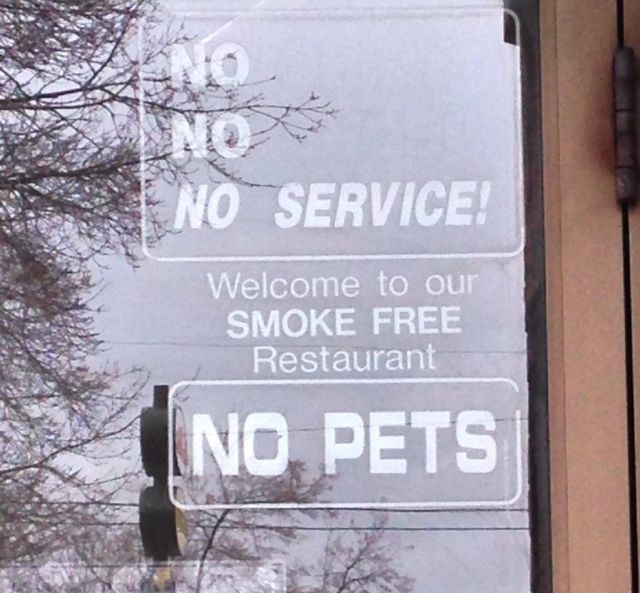 NO
NO
NO SERVICE!
Welcome to our
SMOKE FREE
Restaurant
NO PETS